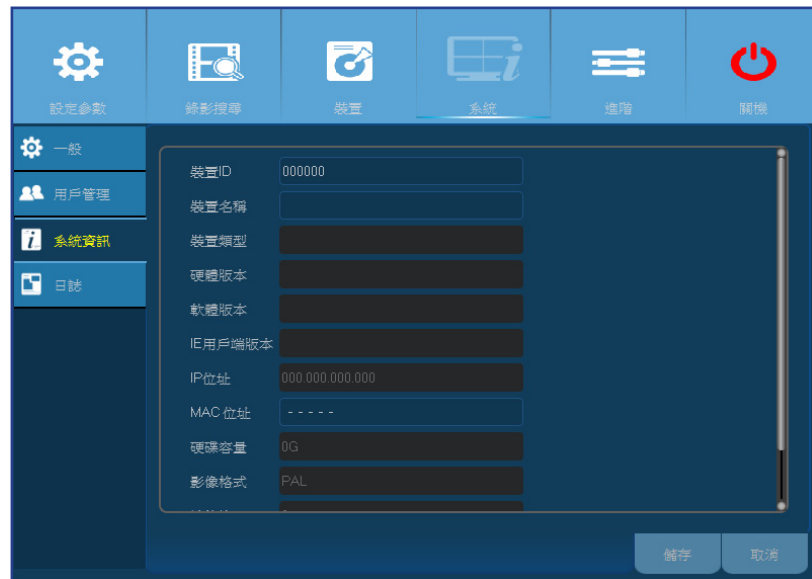 設定參數
錄影搜尋
裝置
系統
進階
關機
一般
用戶管理
系統資訊
日誌
裝置ID 000000
裝置名稱
裝置類型
硬體版本
軟體版本
IE用戶端版本
IP位址 000.000.000.000
MAC 位址 - - - - -
硬碟容量 0G
影像格式 PAL
儲存 取消